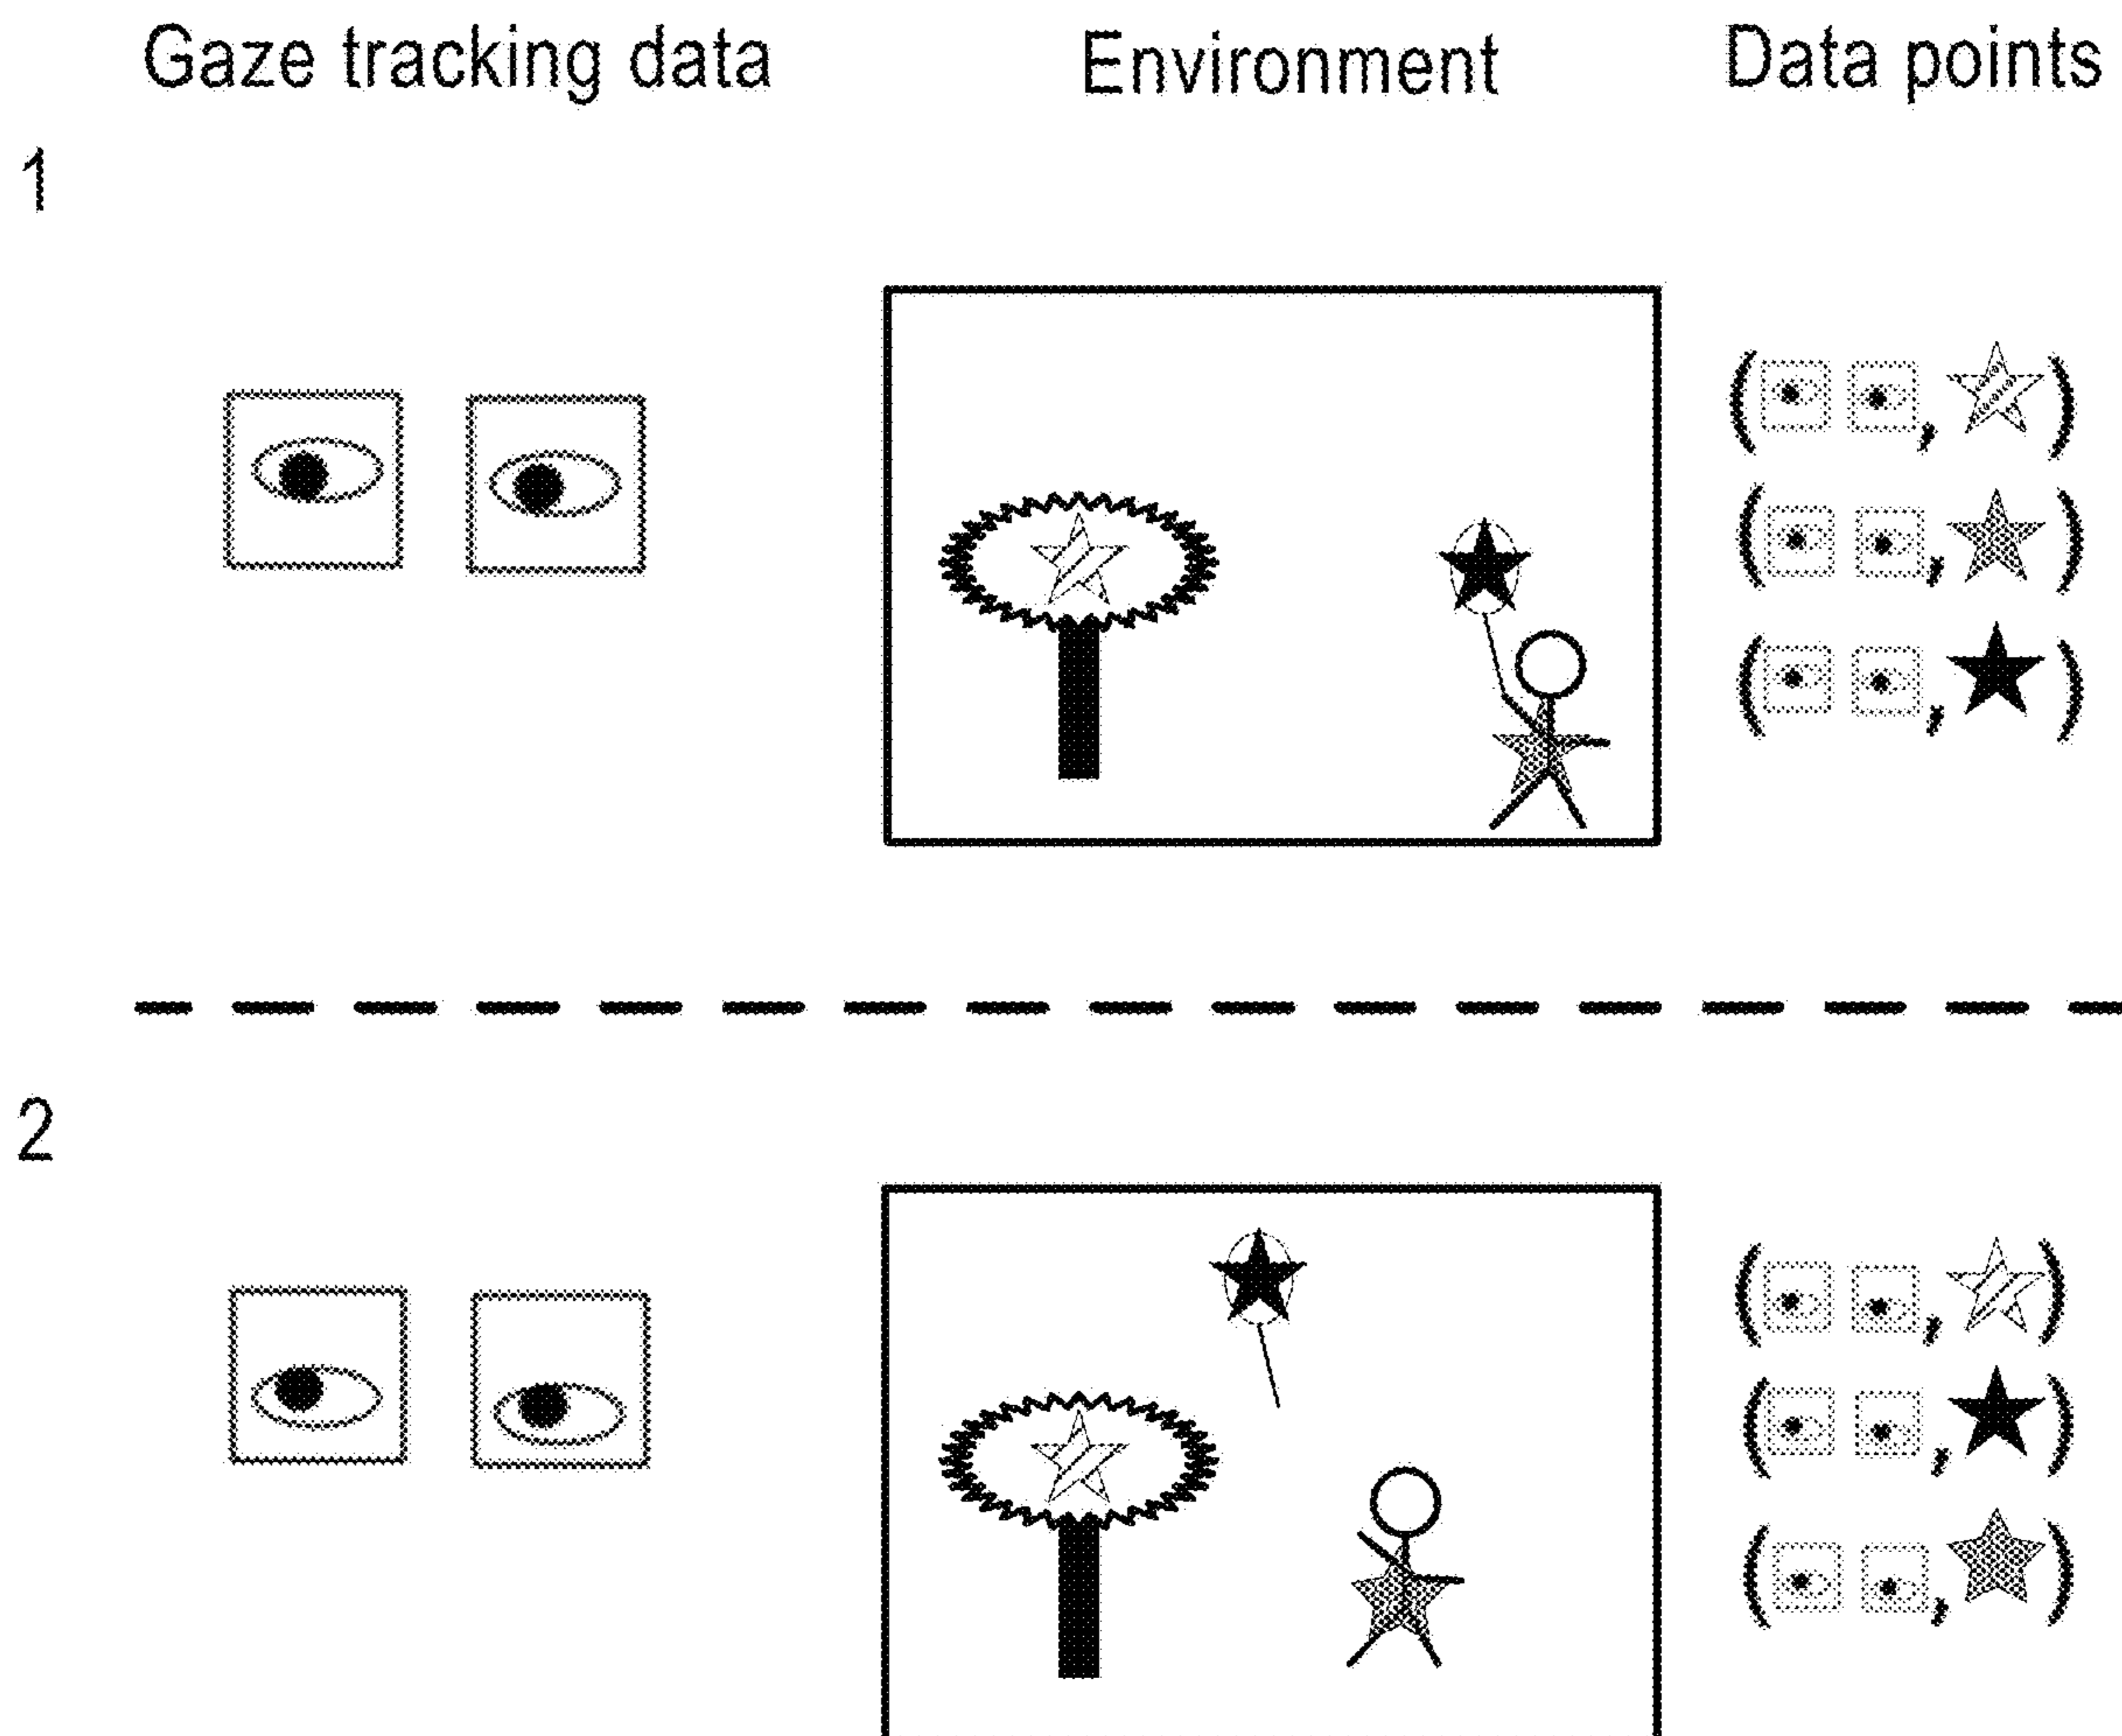 Gaze tracking data Environment Data points
1
( , )
( , )
( , )
2
( , )
( , )
( , )